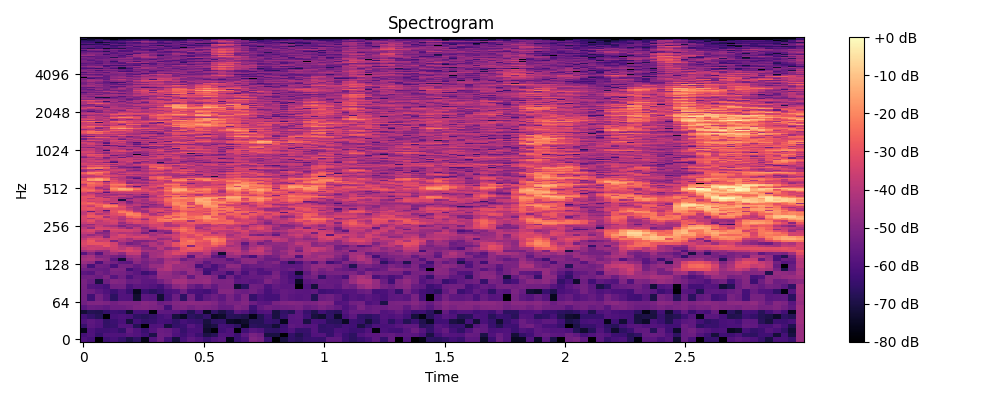 Spectrogram
Hz
4096
2048
1024
512
256
128
64
0
0 0.5 1 1.5 2 2.5
Time
+0 dB
-10 dB
-20 dB
-30 dB
-40 dB
-50 dB
-60 dB
-70 dB
-80 dB